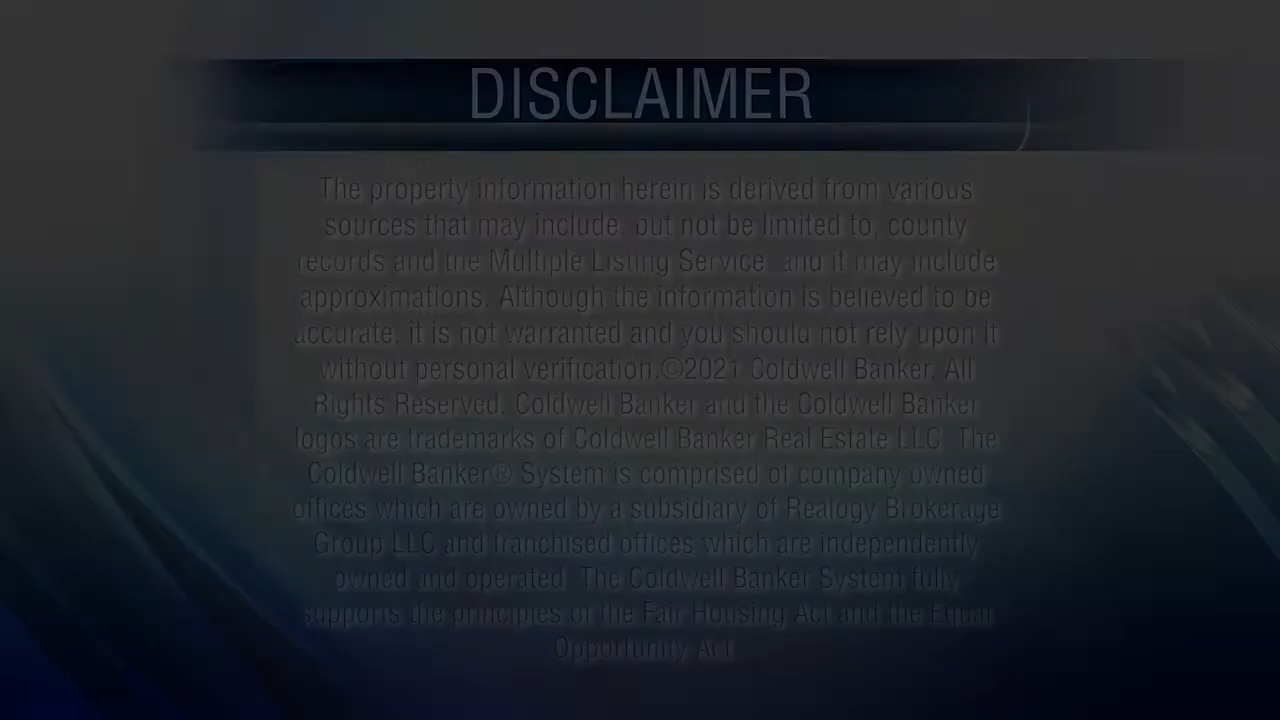 DISCLAIMER
The property information herein is derived from various
sources that may include, but not be limited to, county
records and the Multiple Listing Service, and it may include
approximations. Although the information is believed to be
accurate, it is not warranted and you should not rely upon it
without personal verification.©2021 Coldwell Banker. All
Rights Reserved. Coldwell Banker and the Coldwell Banker
logos are trademarks of Coldwell Banker Real Estate LLC. The
Coldwell Banker® System is comprised of company owned
offices which are owned by a subsidiary of Realogy Brokerage
Group LLC and franchised offices which are independently
owned and operated. The Coldwell Banker System fully
supports the principles of the Fair Housing Act and the Equal
Opportunity Act.